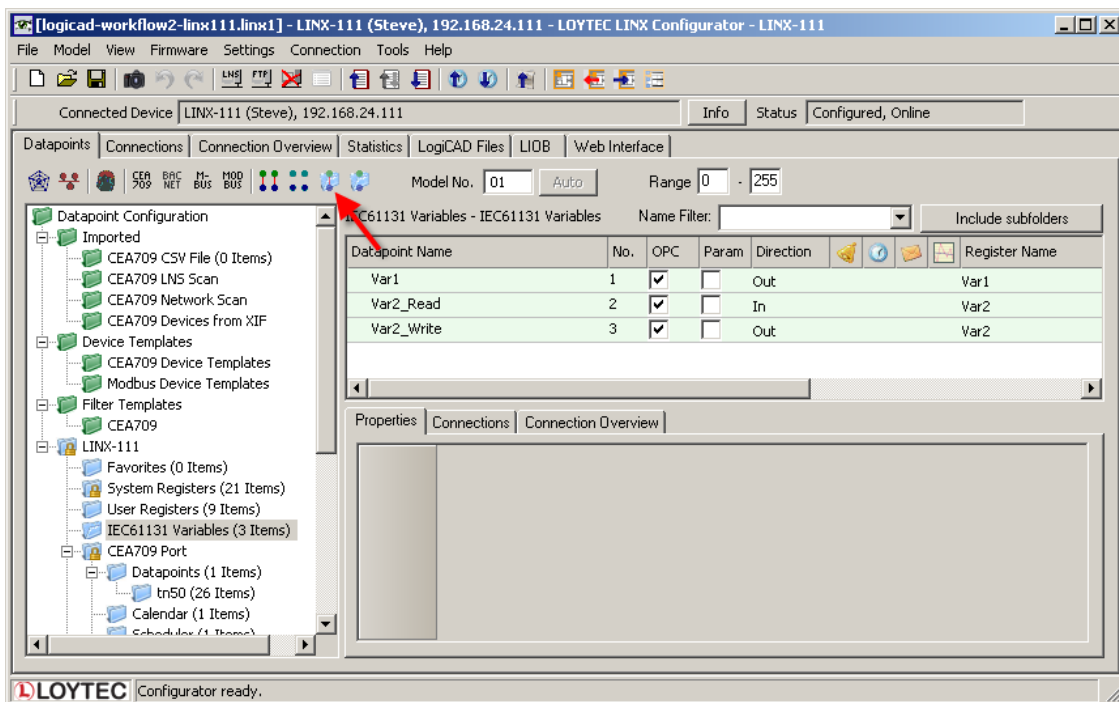 [logicad-workflow2-linx111.linx1] - LINX-111 (Steve), 192.168.24.111 - LOYTEC LINX Configurator - LINX-111
File Model View Firmware Settings Connection Tools Help
LNS FTP
Connected Device LINX-111 (Steve), 192.168.24.111 Info Status Configured, Online
Datapoints Connections Connection Overview Statistics LogiCAD Files LIOB Web Interface
CEA 709 BAC NET M-BUS MOD BUS Model No. 01 Auto Range 0 - 255
Datapoint Configuration
Imported
CEA709 CSV File (0 Items)
CEA709 LNS Scan
CEA709 Network Scan
CEA709 Devices from XIF
Device Templates
CEA709 Device Templates
Modbus Device Templates
Filter Templates
CEA709
LINX-111
Favorites (0 Items)
System Registers (21 Items)
User Registers (9 Items)
IEC61131 Variables (3 Items)
CEA709 Port
Datapoints (1 Items)
tn50 (26 Items)
Calendar (1 Items)
Scheduler (1 Items)
IEC61131 Variables - IEC61131 Variables Name Filter: Include subfolders
Datapoint Name No. OPC Param Direction Register Name
Var1 1 Out Var1
Var2_Read 2 In Var2
Var2_Write 3 Out Var2
Properties Connections Connection Overview
LOYTEC Configurator ready.